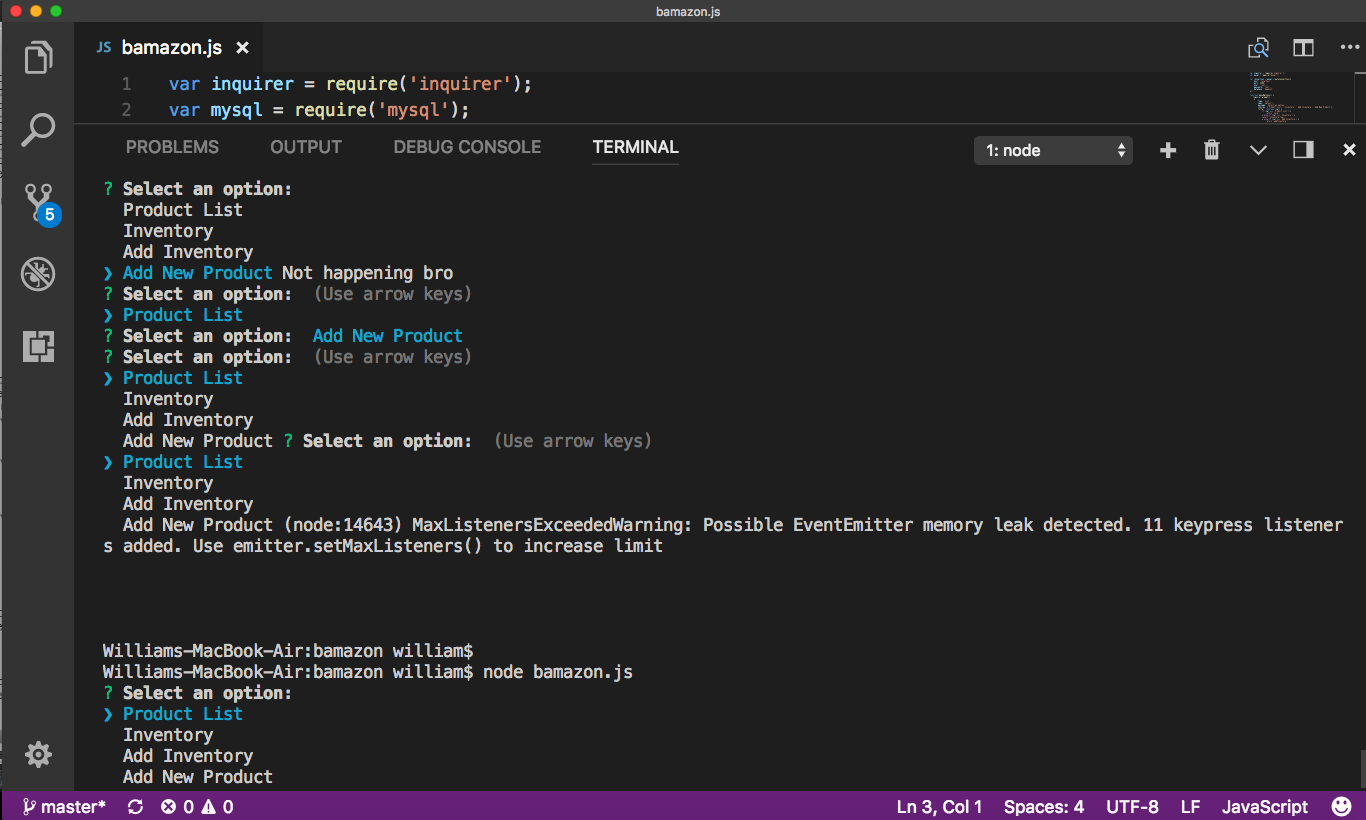 bamazon.js
JS bamazon.js ×
1 var inquirer = require('inquirer');
2 var mysql = require('mysql');
PROBLEMS OUTPUT DEBUG CONSOLE TERMINAL 1: node
? Select an option:
Product List
Inventory
Add Inventory
❯ Add New Product Not happening bro
? Select an option: (Use arrow keys)
❯ Product List
? Select an option: Add New Product
? Select an option: (Use arrow keys)
❯ Product List
Inventory
Add Inventory
Add New Product ? Select an option: (Use arrow keys)
❯ Product List
Inventory
Add Inventory
Add New Product (node:14643) MaxListenersExceededWarning: Possible EventEmitter memory leak detected. 11 keypress listener
s added. Use emitter.setMaxListeners() to increase limit
Williams-MacBook-Air:bamazon william$
Williams-MacBook-Air:bamazon william$ node bamazon.js
? Select an option:
❯ Product List
Inventory
Add Inventory
Add New Product
5
master* 0 0 Ln 3, Col 1 Spaces: 4 UTF-8 LF JavaScript